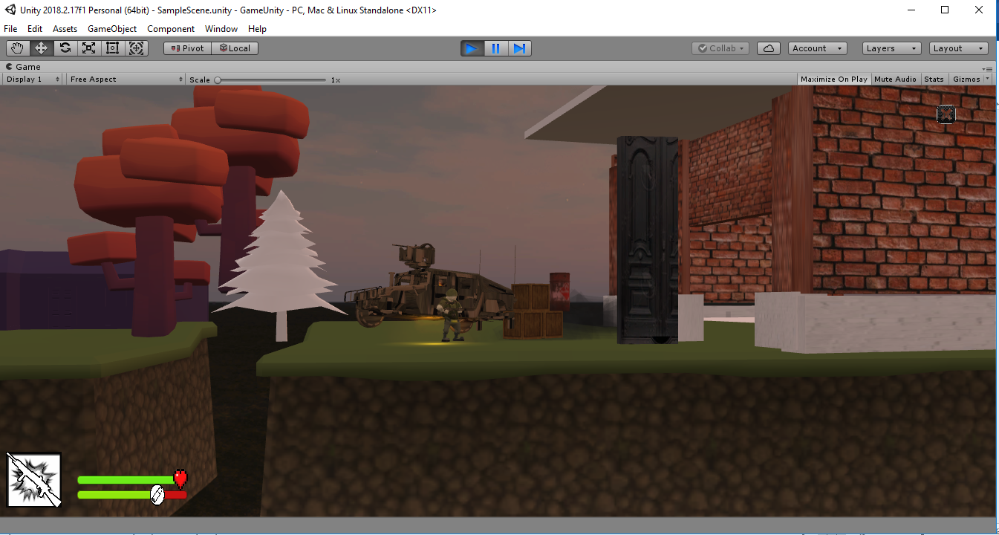 Unity 2018.2.17f1 Personal (64bit) - SampleScene.unity - GameUnity - PC, Mac & Linux Standalone <DX11>
File Edit Assets GameObject Component Window Help
Pivot Local Collab Account Layers Layout
Game
Display 1 Free Aspect Scale 1x Maximize On Play Mute Audio Stats Gizmos